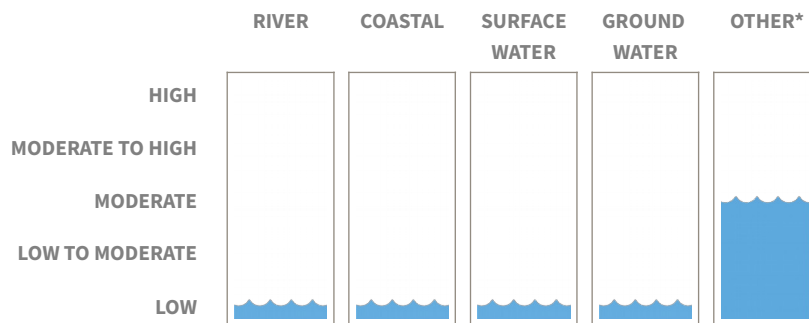 RIVER COASTAL SURFACE WATER GROUND WATER OTHER*
HIGH
MODERATE TO HIGH
MODERATE
LOW TO MODERATE
LOW